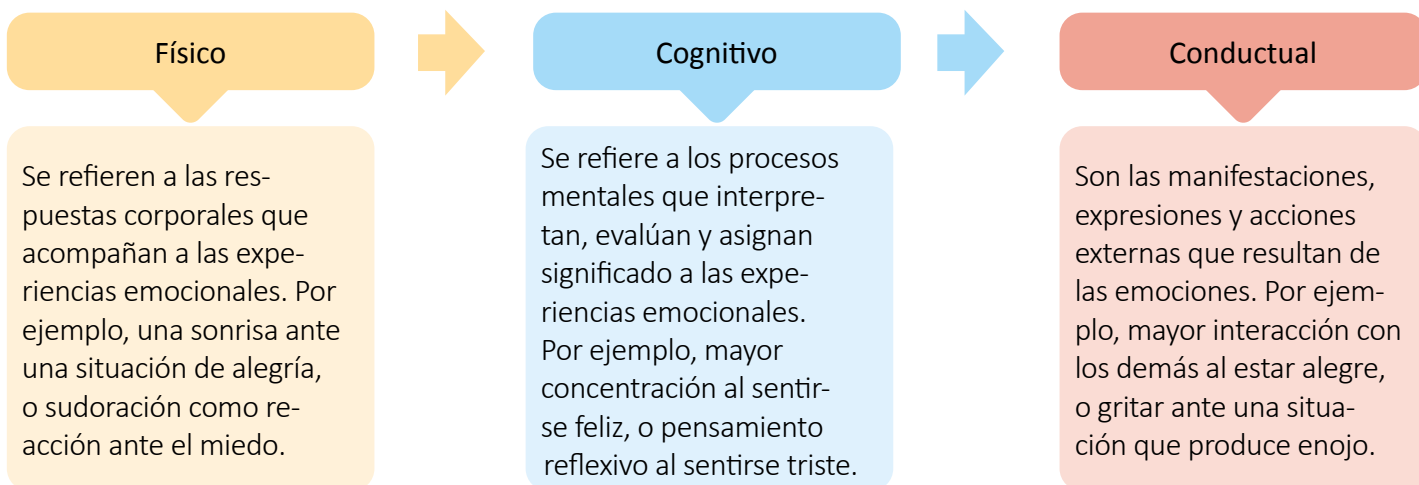 Físico
Se refieren a las res-
puestas corporales que
acompañan a las expe-
riencias emocionales. Por
ejemplo, una sonrisa ante
una situación de alegría,
o sudoración como re-
acción ante el miedo.
Cognitivo
Se refiere a los procesos
mentales que interpre-
tan, evalúan y asignan
significado a las expe-
riencias emocionales.
Por ejemplo, mayor
concentración al sentir-
se feliz, o pensamiento
reflexivo al sentirse triste.
Conductual
Son las manifestaciones,
expresiones y acciones
externas que resultan de
las emociones. Por ejem-
plo, mayor interacción con
los demás al estar alegre,
o gritar ante una situa-
ción que produce enojo.